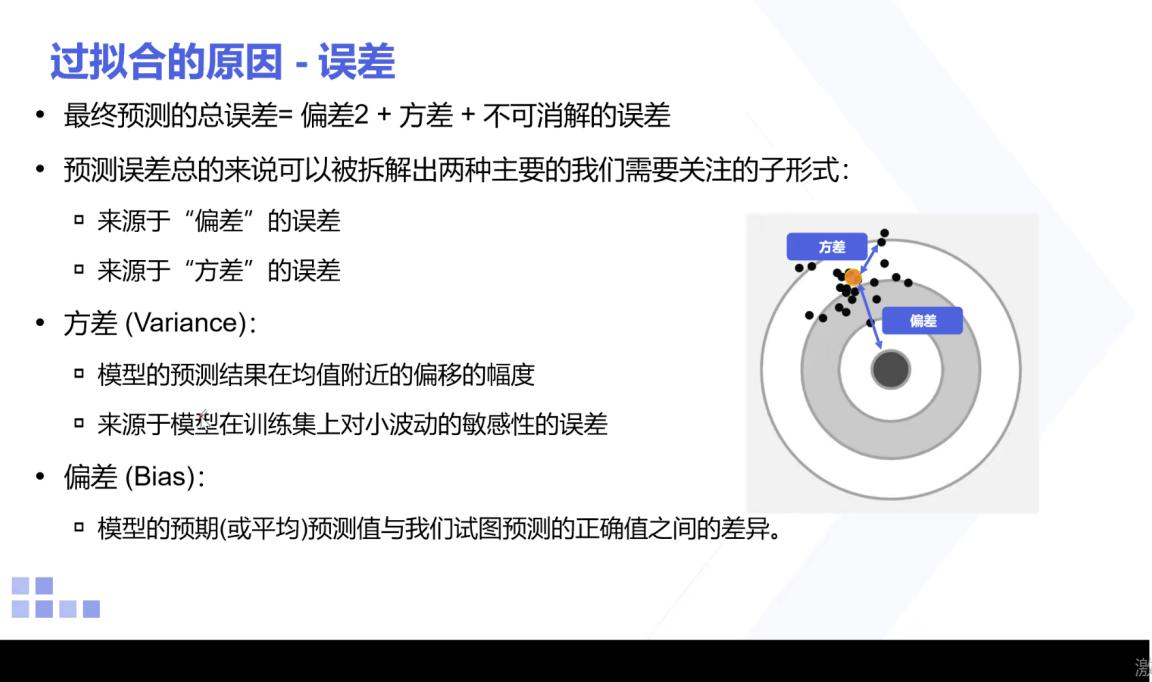 过拟合的原因 - 误差
• 最终预测的总误差= 偏差2 + 方差 + 不可消解的误差
• 预测误差总的来说可以被拆解出两种主要的我们需要关注的子形式：
▫ 来源于“偏差”的误差
▫ 来源于“方差”的误差
• 方差 (Variance)：
▫ 模型的预测结果在均值附近的偏移的幅度
▫ 来源于模型在训练集上对小波动的敏感性的误差
• 偏差 (Bias)：
▫ 模型的预期(或平均)预测值与我们试图预测的正确值之间的差异。
方差
偏差